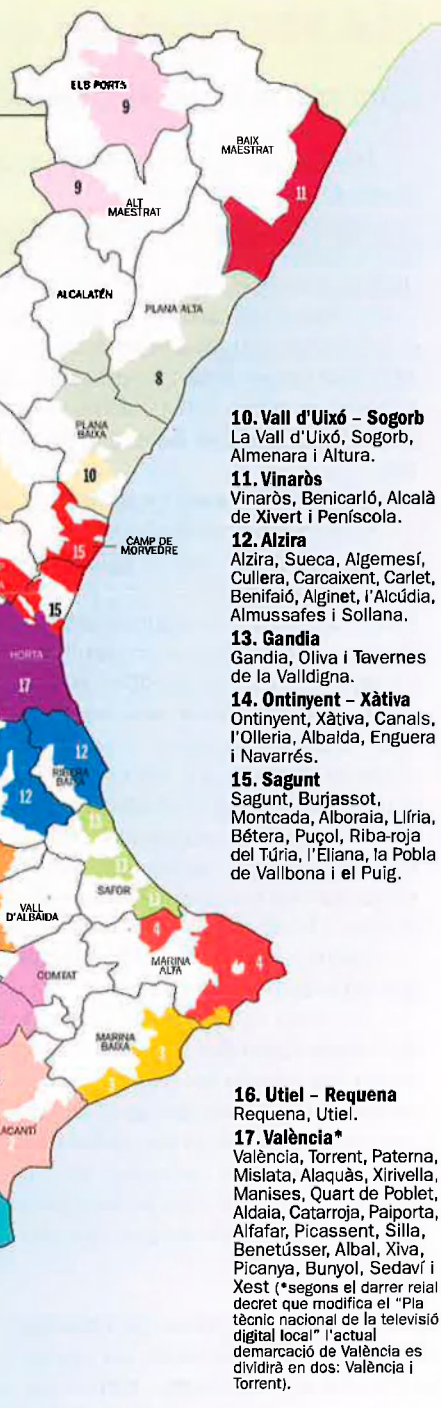 ELS PORTS
9
BAIX
MAESTRAT
11
9
ALT
MAESTRAT
ALCALATÉN
PLANA ALTA
8
PLANA
BAIXA
10
CAMP DE
MORVEDRE
15
15
HORTA
17
12
RIBERA
BAIXA
12
13
13
SAFOR
13
VALL
D'ALBAIDA
4
MARINA
ALTA
4
COMTAT
MARINA
BAIXA
3
3
ACANTÍ
10. Vall d'Uixó – Sogorb
La Vall d'Uixó, Sogorb,
Almenara i Altura.
11. Vinaròs
Vinaròs, Benicarló, Alcalà
de Xivert i Peníscola.
12. Alzira
Alzira, Sueca, Algemesí,
Cullera, Carcaixent, Carlet,
Benifaió, Alginet, l'Alcúdia,
Almussafes i Sollana.
13. Gandia
Gandia, Oliva i Tavernes
de la Valldigna.
14. Ontinyent – Xàtiva
Ontinyent, Xàtiva, Canals,
l'Olleria, Albaida, Enguera
i Navarrés.
15. Sagunt
Sagunt, Burjassot,
Montcada, Alboraia, Llíria,
Bétera, Puçol, Riba-roja
del Túria, l'Eliana, la Pobla
de Vallbona i el Puig.
16. Utiel – Requena
Requena, Utiel.
17. València*
València, Torrent, Paterna,
Mislata, Alaquàs, Xirivella,
Manises, Quart de Poblet,
Aldaia, Catarroja, Paiporta,
Alfafar, Picassent, Silla,
Benetússer, Albal, Xiva,
Picanya, Bunyol, Sedaví i
Xest (*segons el darrer reial
decret que modifica el "Pla
tècnic nacional de la televisió
digital local" l'actual
demarcació de València es
dividirà en dos: València i
Torrent).